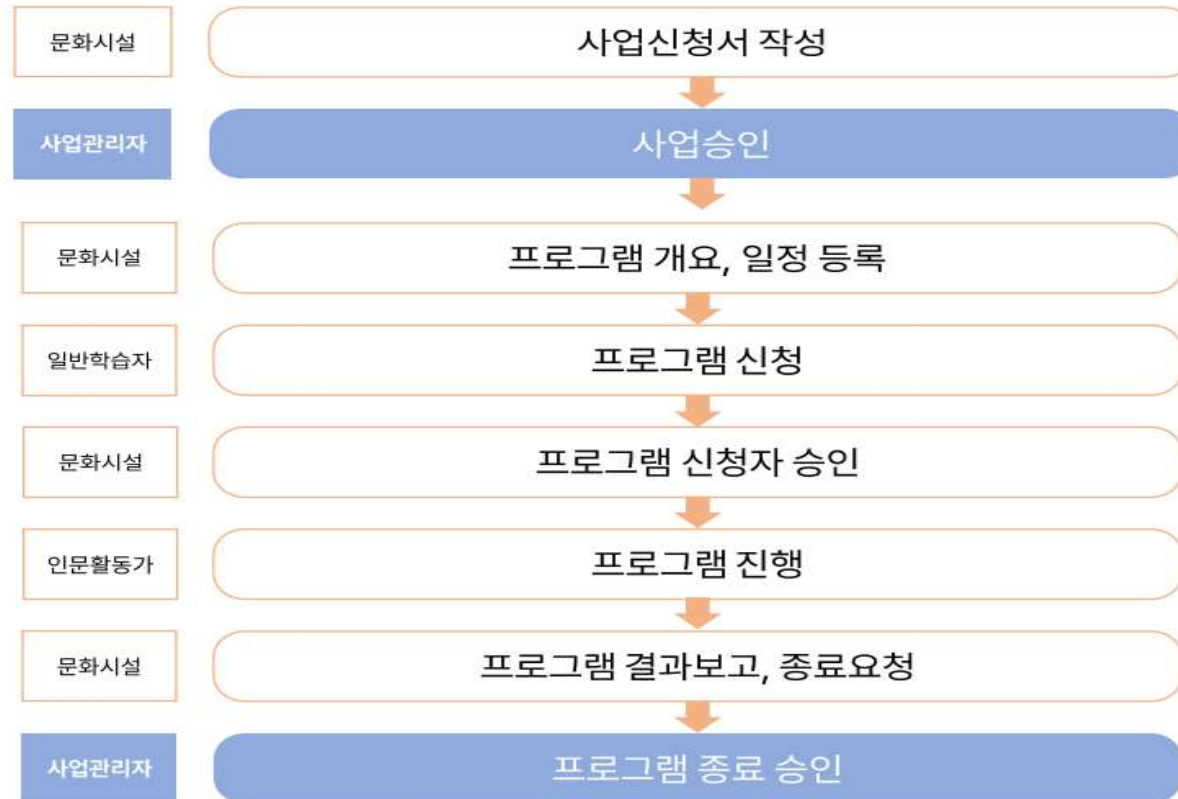 문화시설
사업신청서 작성
사업관리자
사업승인
문화시설
프로그램 개요, 일정 등록
일반학습자
프로그램 신청
문화시설
프로그램 신청자 승인
인문활동가
프로그램 진행
문화시설
프로그램 결과보고, 종료요청
사업관리자
프로그램 종료 승인